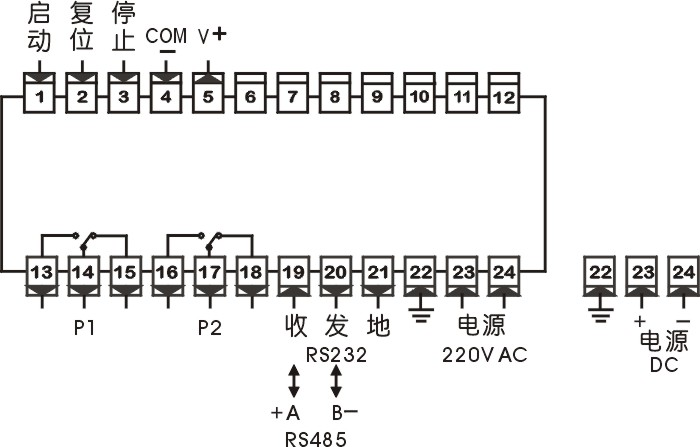 启动 复位 停止 COM V+
−
1 2 3 4 5 6 7 8 9 10 11 12
13 14 15 16 17 18 19 20 21 22 23 24 22 23 24
P1 P2 收 发 地 电源 + −
RS232 220V AC 电源
DC
+A B−
RS485